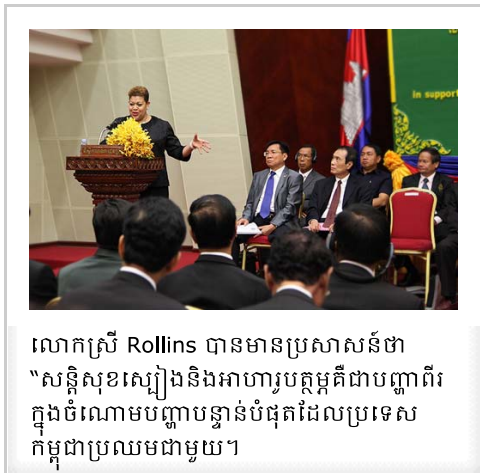 in support
លោកស្រី Rollins បានមានប្រសាសន៍ថា
“សន្តិសុខស្បៀងនិងអាហារូបត្ថម្ភគឺជាបញ្ហាពីរ
ក្នុងចំណោមបញ្ហាបន្ទាន់បំផុតដែលប្រទេស
កម្ពុជាប្រឈមជាមួយ។